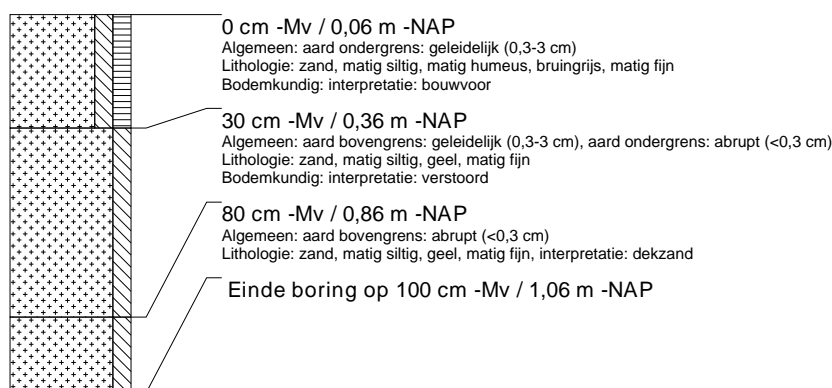 0 cm -Mv / 0,06 m -NAP
Algemeen: aard ondergrens: geleidelijk (0,3-3 cm)
Lithologie: zand, matig siltig, matig humeus, bruingrijs, matig fijn
Bodemkundig: interpretatie: bouwvoor
30 cm -Mv / 0,36 m -NAP
Algemeen: aard bovengrens: geleidelijk (0,3-3 cm), aard ondergrens: abrupt (<0,3 cm)
Lithologie: zand, matig siltig, geel, matig fijn
Bodemkundig: interpretatie: verstoord
80 cm -Mv / 0,86 m -NAP
Algemeen: aard bovengrens: abrupt (<0,3 cm)
Lithologie: zand, matig siltig, geel, matig fijn, interpretatie: dekzand
Einde boring op 100 cm -Mv / 1,06 m -NAP